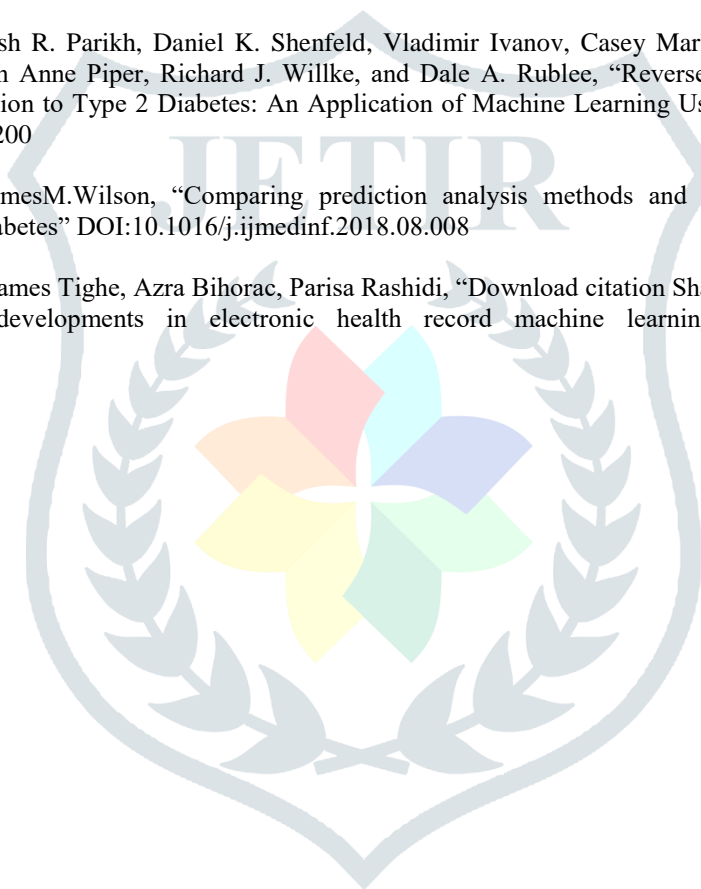 sh R. Parikh, Daniel K. Shenfeld, Vladimir Ivanov, Casey Mar
n Anne Piper, Richard J. Willke, and Dale A. Rublee, “Reverse
tion to Type 2 Diabetes: An Application of Machine Learning Us
200
JETIR
mesM.Wilson, “Comparing prediction analysis methods and
abetes” DOI:10.1016/j.ijmedinf.2018.08.008
ames Tighe, Azra Bihorac, Parisa Rashidi, “Download citation Sha
developments in electronic health record machine learnin